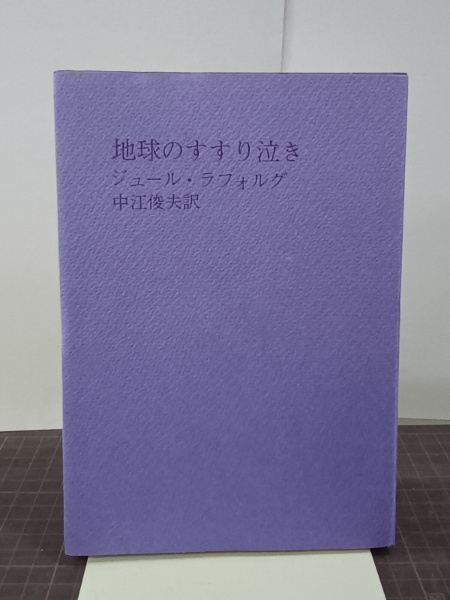 地球のすすり泣き
ジュール・ラフォルグ
中江俊夫訳